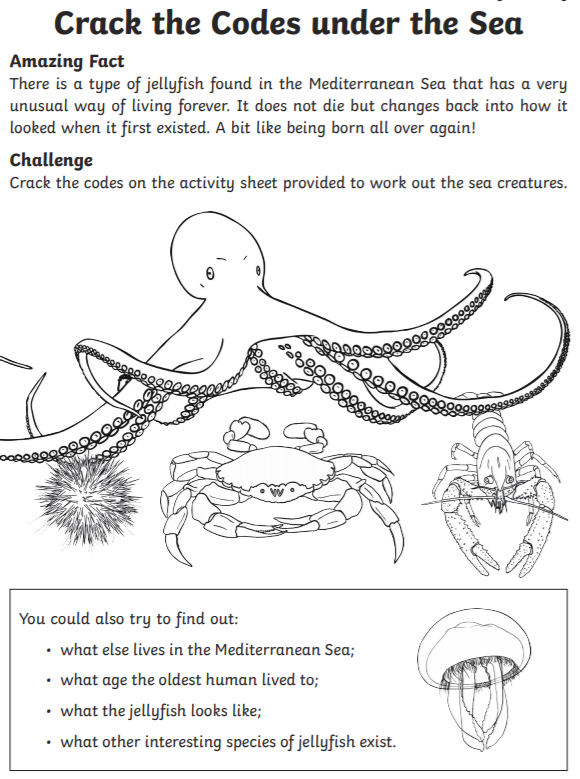 Crack the Codes under the Sea
Amazing Fact
There is a type of jellyfish found in the Mediterranean Sea that has a very
unusual way of living forever. It does not die but changes back into how it
looked when it first existed. A bit like being born all over again!
Challenge
Crack the codes on the activity sheet provided to work out the sea creatures.
You could also try to find out:
• what else lives in the Mediterranean Sea;
• what age the oldest human lived to;
• what the jellyfish looks like;
• what other interesting species of jellyfish exist.